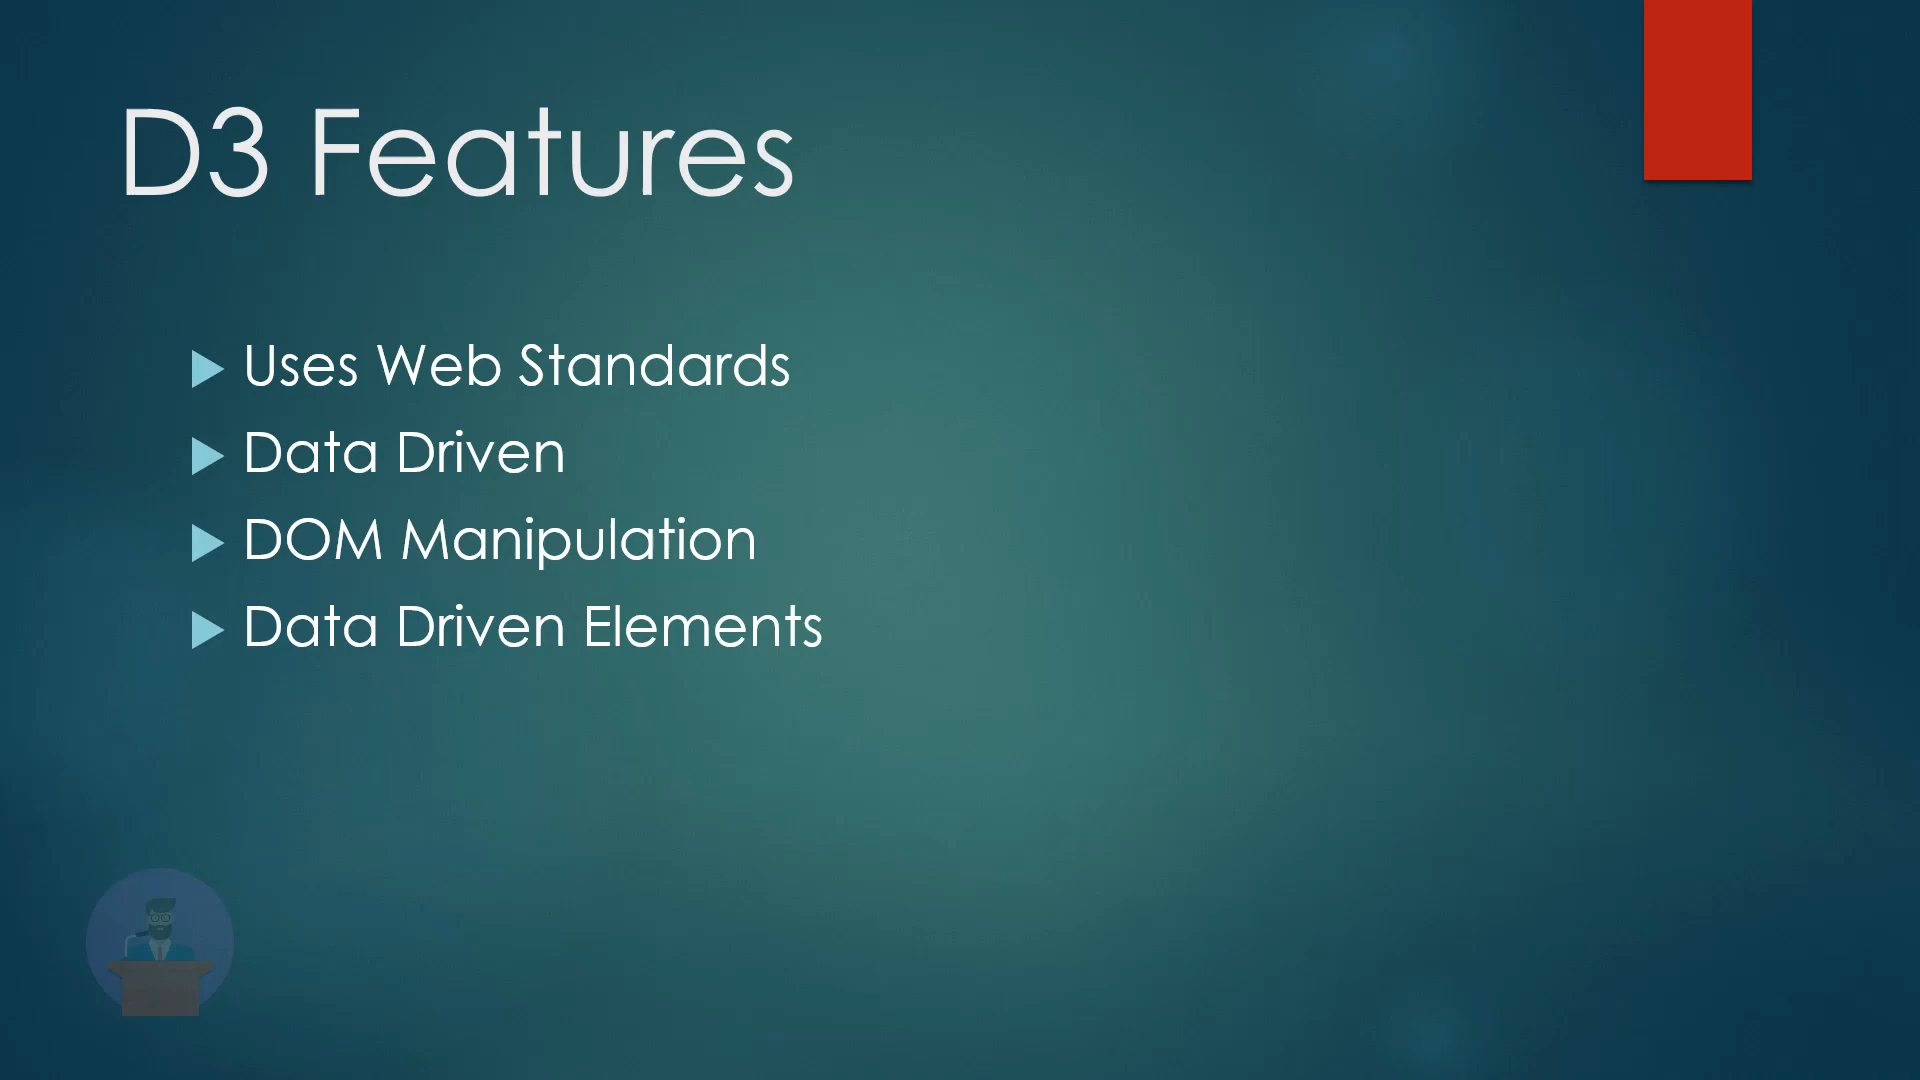 D3 Features
Uses Web Standards
Data Driven
DOM Manipulation
Data Driven Elements